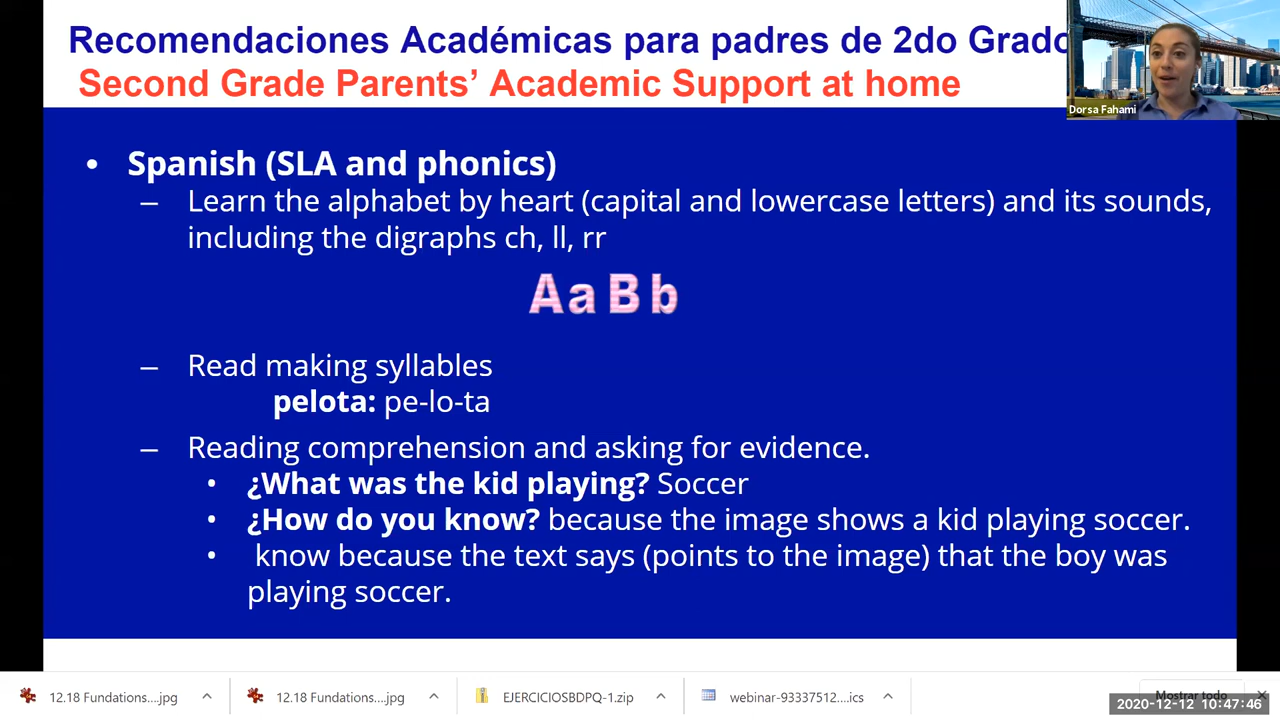 Recomendaciones Académicas para padres de 2do Grado
Second Grade Parents’ Academic Support at home
Dorsa Fahami
• Spanish (SLA and phonics)
– Learn the alphabet by heart (capital and lowercase letters) and its sounds,
including the digraphs ch, ll, rr
Aa Bb
– Read making syllables
pelota: pe-lo-ta
– Reading comprehension and asking for evidence.
• ¿What was the kid playing? Soccer
• ¿How do you know? because the image shows a kid playing soccer.
• know because the text says (points to the image) that the boy was
playing soccer.
12.18 Fundations....jpg
12.18 Fundations....jpg
EJERCICIOSBDPQ-1.zip
webinar-93337512....ics
Mostrar todo
2020-12-12 10:47:46